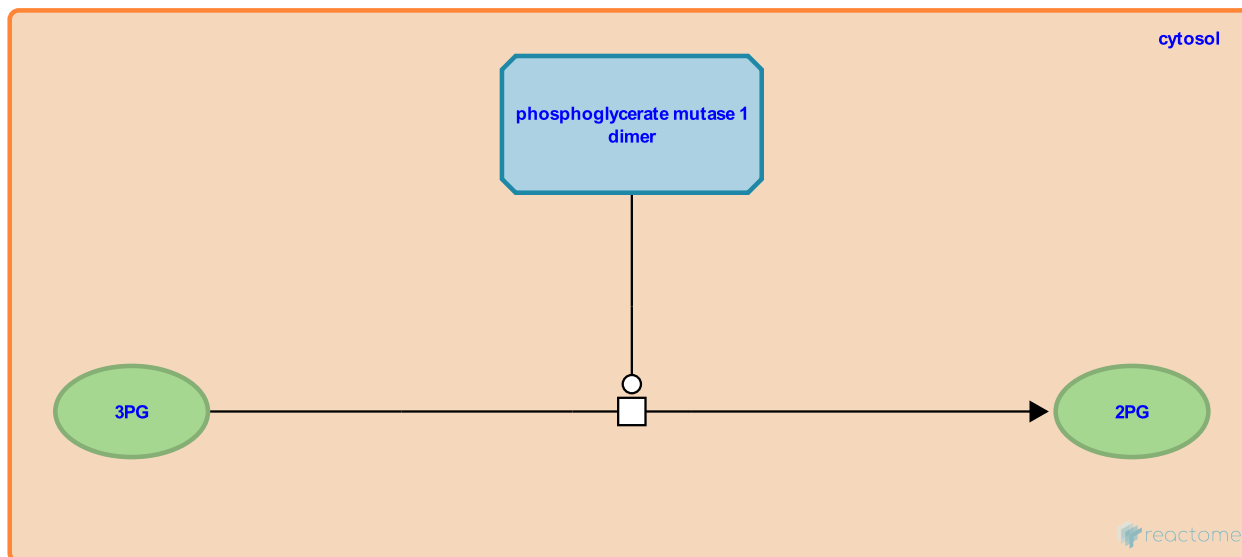 cytosol
phosphoglycerate mutase 1
dimer
3PG
2PG
reactome